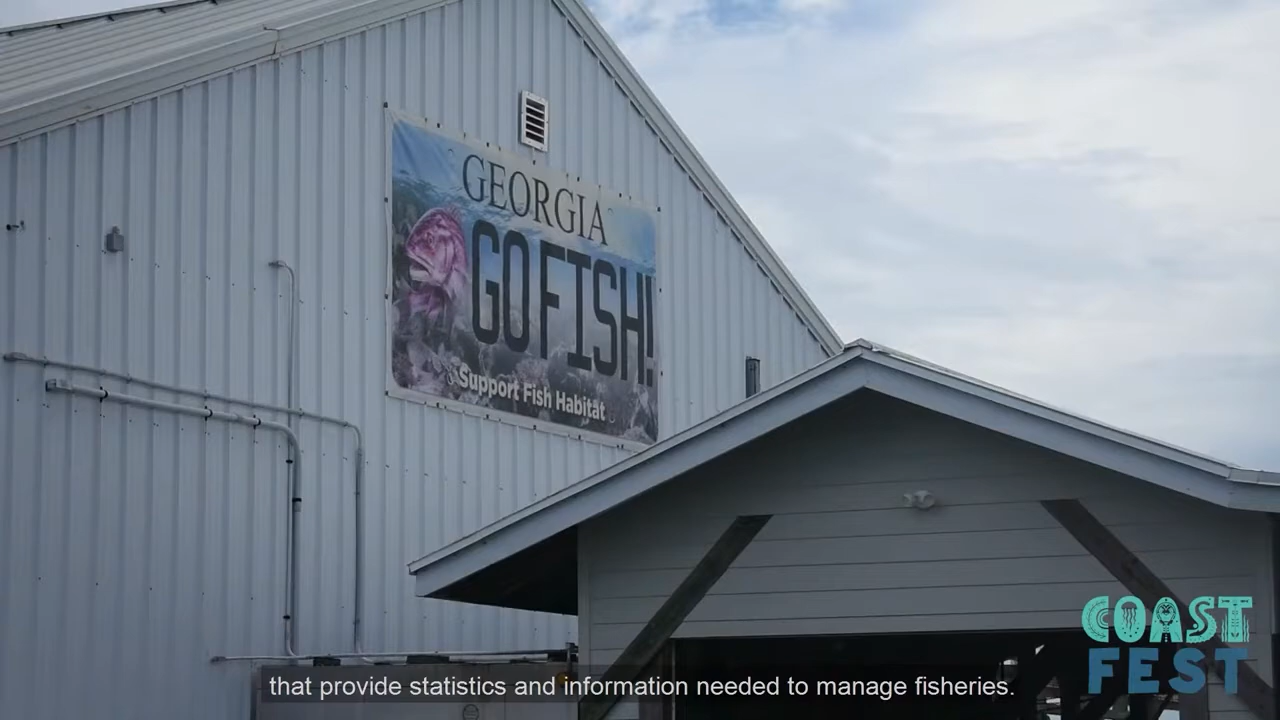 GEORGIA
GO FISH!
Support Fish Habitat
that provide statistics and information needed to manage fisheries.
COAST
FEST